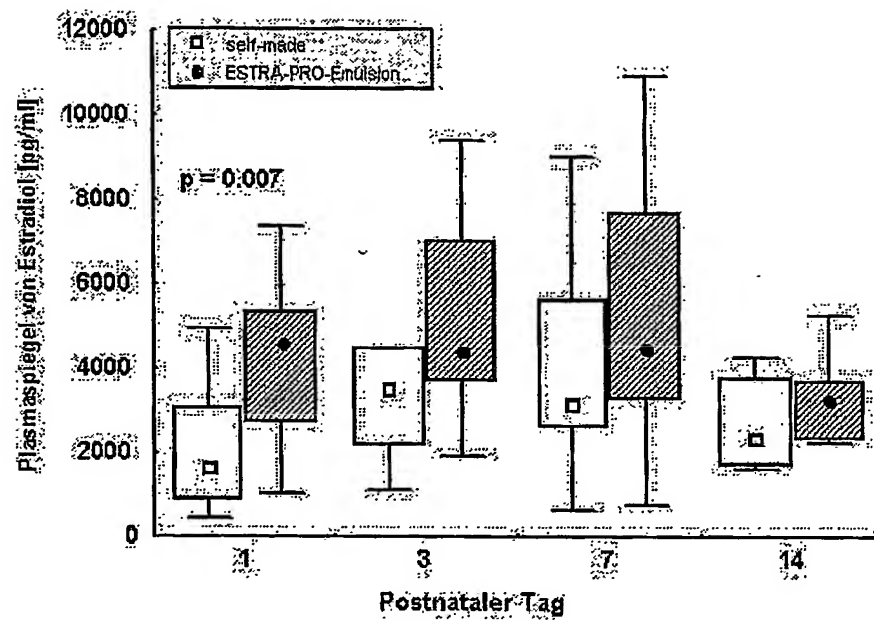 12000
10000
8000
6000
4000
2000
0
Plasmaspiegel von Estradiol [pg/ml]
self-made
ESTRA-PRO-Emulsion
p = 0.007
1
3
7
14
Postnataler Tag